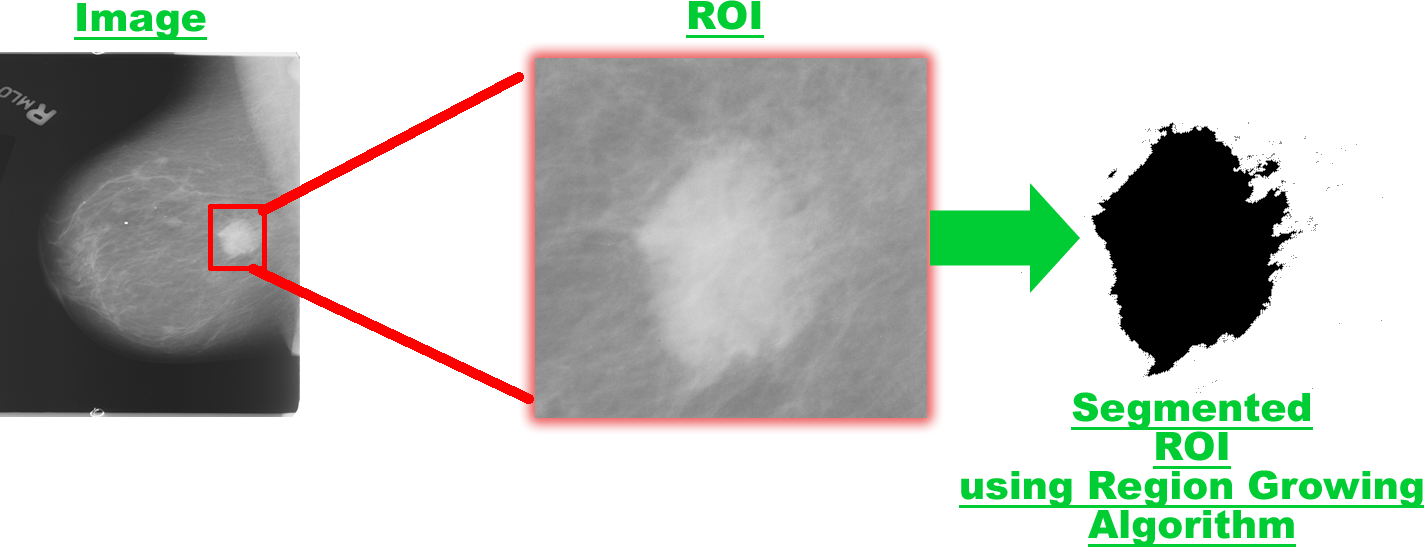 Image
ROI
RMLO
Segmented
ROI
using Region Growing
Algorithm